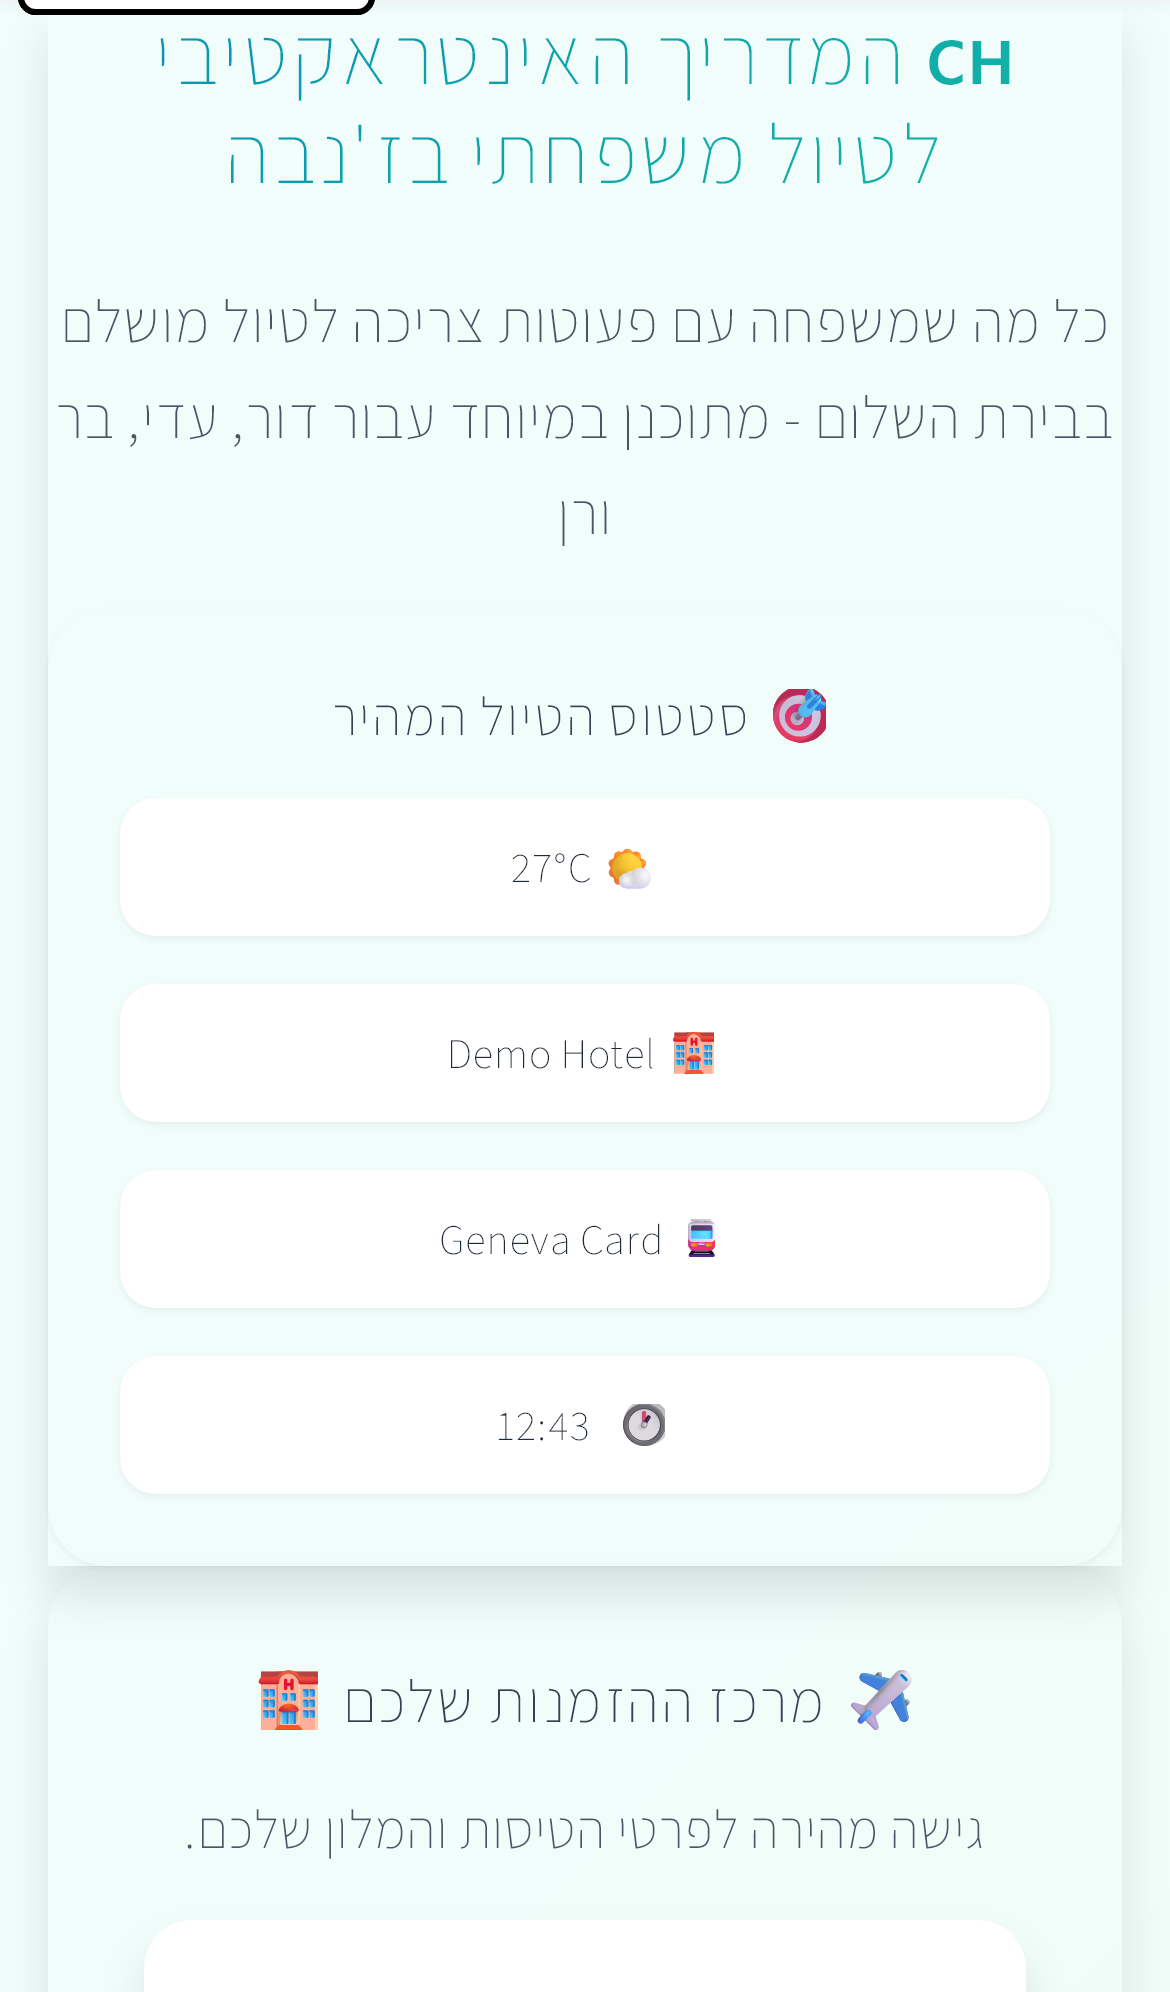 CH המדריך האינטראקטיבי
לטיול משפחתי בז'נבה
כל מה שמשפחה עם פעוטות צריכה לטיול מושלם
בבירת השלום - מתוכנן במיוחד עבור דור, עדי, בר
ורן
🎯 סטטוס הטיול המהיר
🌤️ 27°C
🏨 Demo Hotel
🚊 Geneva Card
🕐 12:43
✈️ מרכז ההזמנות שלכם 🏨
גישה מהירה לפרטי הטיסות והמלון שלכם.